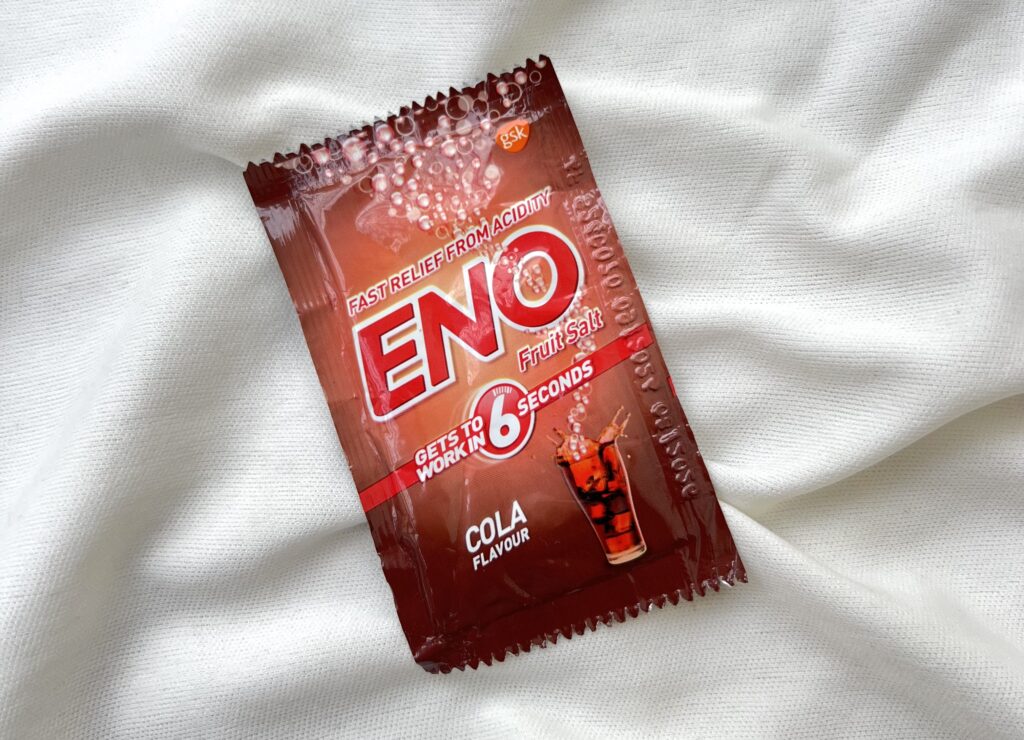 gsk
FAST RELIEF FROM ACIDITY
ENO
Fruit Salt
GETS TO
WORK IN
6
SECONDS
COLA
FLAVOUR